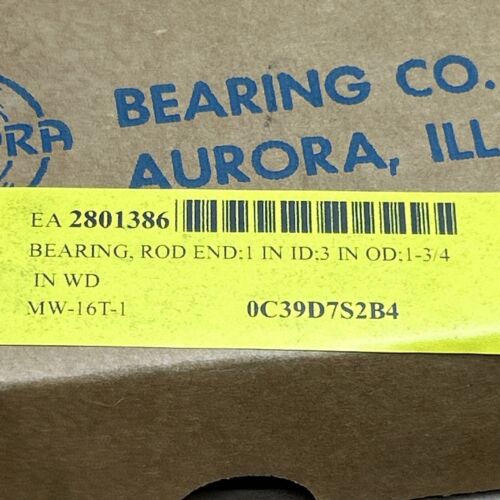 BEARING CO.
AURORA, ILL
EA 2801386
BEARING, ROD END;1 IN ID;3 IN OD;1-3/4
IN WD
MW-16T-1 0C39D7S2B4